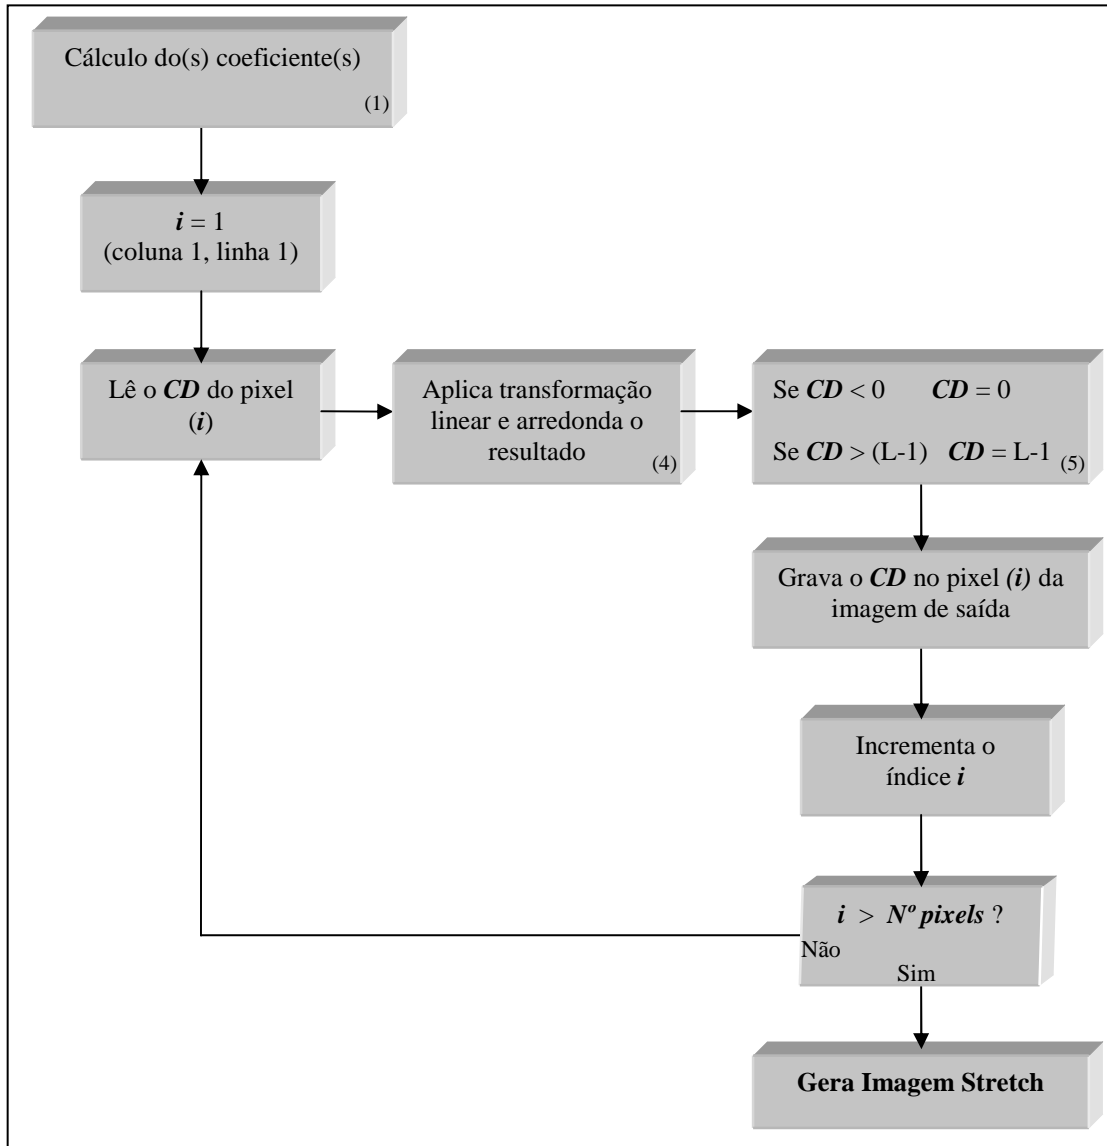 Cálculo do(s) coeficiente(s)
(1)
i = 1
(coluna 1, linha 1)
Lê o CD do pixel
(i)
Aplica transformação
linear e arredonda o
resultado
(4)
Se CD < 0 CD = 0
Se CD > (L-1) CD = L-1 (5)
Grava o CD no pixel (i) da
imagem de saída
Incrementa o
índice i
i > Nº pixels ?
Não
Sim
Gera Imagem Stretch